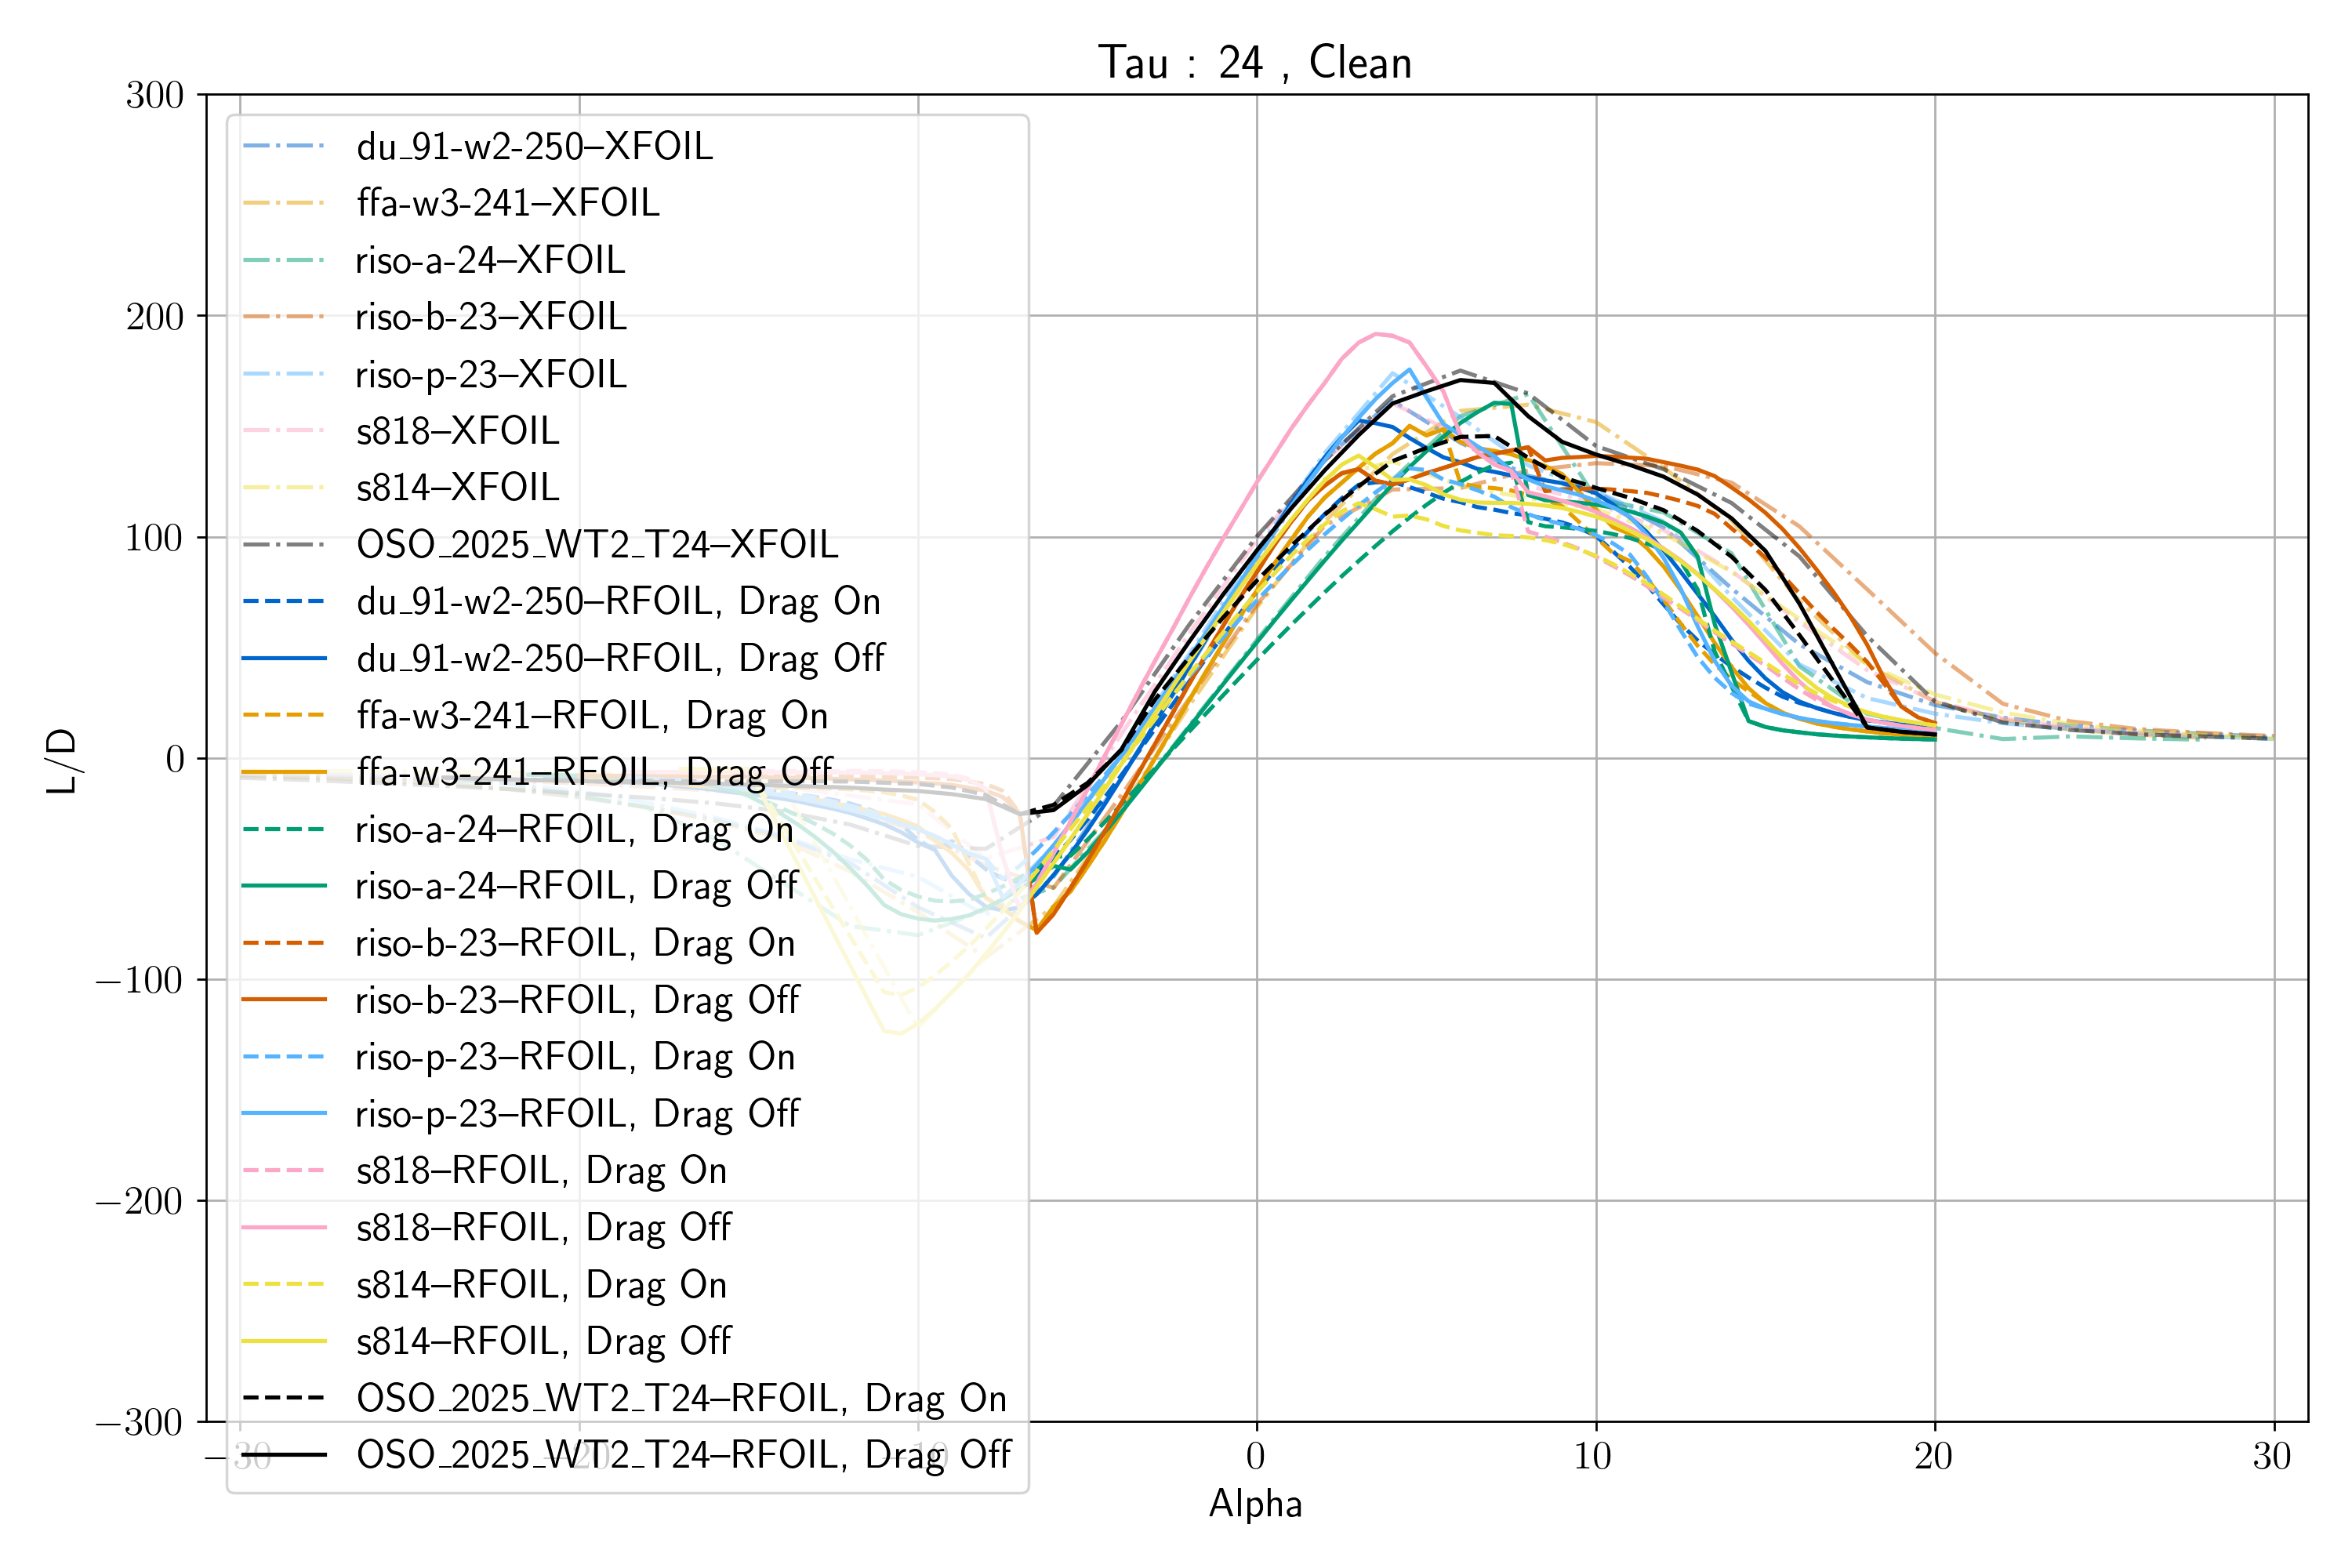 Tau : 24 , Clean
300
200
100
0
−100
−200
−300
L/D
du_91-w2-250–XFOIL
ffa-w3-241–XFOIL
riso-a-24–XFOIL
riso-b-23–XFOIL
riso-p-23–XFOIL
s818–XFOIL
s814–XFOIL
OSO_2025_WT2_T24–XFOIL
du_91-w2-250–RFOIL, Drag On
du_91-w2-250–RFOIL, Drag Off
ffa-w3-241–RFOIL, Drag On
ffa-w3-241–RFOIL, Drag Off
riso-a-24–RFOIL, Drag On
riso-a-24–RFOIL, Drag Off
riso-b-23–RFOIL, Drag On
riso-b-23–RFOIL, Drag Off
riso-p-23–RFOIL, Drag On
riso-p-23–RFOIL, Drag Off
s818–RFOIL, Drag On
s818–RFOIL, Drag Off
s814–RFOIL, Drag On
s814–RFOIL, Drag Off
OSO_2025_WT2_T24–RFOIL, Drag On
OSO_2025_WT2_T24–RFOIL, Drag Off
−30 −20 −10 0 10 20 30
Alpha